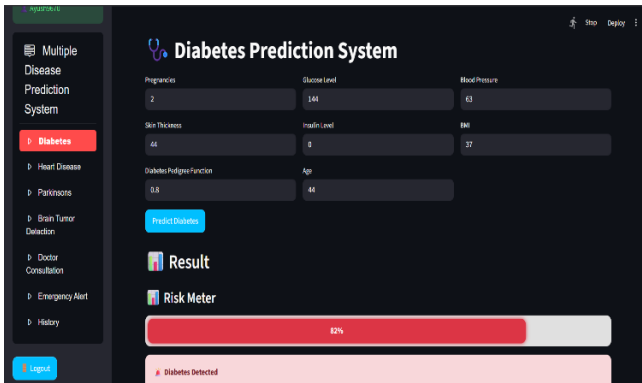 Ayush9670
Stop Deploy
Multiple
Disease
Prediction
System
Diabetes
Heart Disease
Parkinsons
Brain Tumor
Detection
Doctor
Consultation
Emergency Alert
History
Logout
Diabetes Prediction System
Pregnancies Glucose Level Blood Pressure
2 144 63
Skin Thickness Insulin Level BMI
44 0 37
Diabetes Pedigree Function Age
0.8 44
Predict Diabetes
Result
Risk Meter
82%
Diabetes Detected